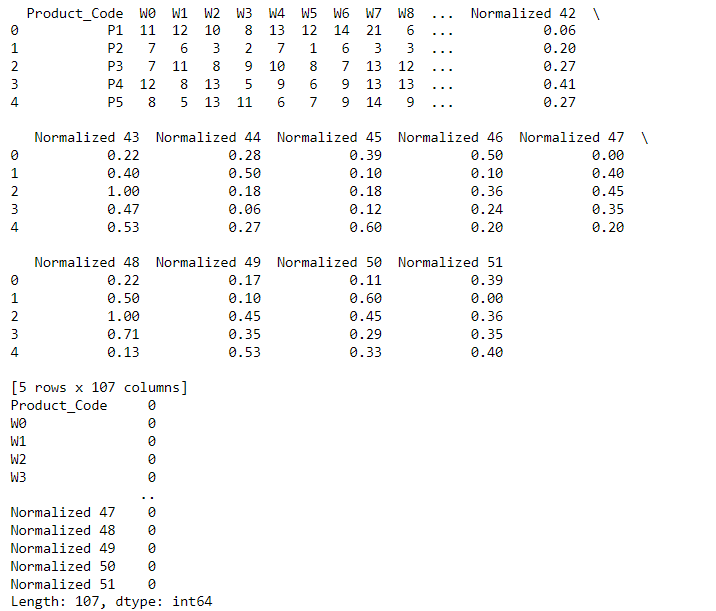 Product_Code  W0  W1  W2  W3  W4  W5  W6  W7  W8  ...  Normalized 42  \
0           P1  11  12  10   8  13  12  14  21   6  ...           0.06
1           P2   7   6   3   2   7   1   6   3   3  ...           0.20
2           P3   7  11   8   9  10   8   7  13  12  ...           0.27
3           P4  12   8  13   5   9   6   9  13  13  ...           0.41
4           P5   8   5  13  11   6   7   9  14   9  ...           0.27

   Normalized 43  Normalized 44  Normalized 45  Normalized 46  Normalized 47  \
0           0.22           0.28           0.39           0.50           0.00
1           0.40           0.50           0.10           0.10           0.40
2           1.00           0.18           0.18           0.36           0.45
3           0.47           0.06           0.12           0.24           0.35
4           0.53           0.27           0.60           0.20           0.20

   Normalized 48  Normalized 49  Normalized 50  Normalized 51
0           0.22           0.17           0.11           0.39
1           0.50           0.10           0.60           0.00
2           1.00           0.45           0.45           0.36
3           0.71           0.35           0.29           0.35
4           0.13           0.53           0.33           0.40

[5 rows x 107 columns]
Product_Code     0
W0               0
W1               0
W2               0
W3               0
                ..
Normalized 47    0
Normalized 48    0
Normalized 49    0
Normalized 50    0
Normalized 51    0
Length: 107, dtype: int64